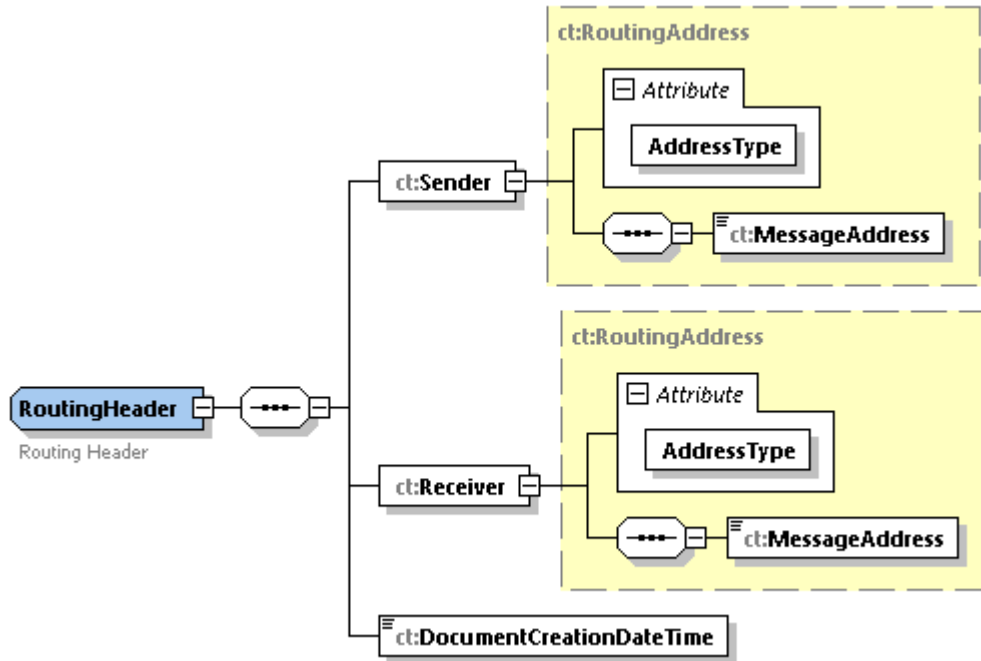 ct:RoutingAddress
Attribute
AddressType
ct:Sender
ct:MessageAddress
ct:RoutingAddress
Attribute
RoutingHeader
Routing Header
AddressType
ct:Receiver
ct:MessageAddress
ct:DocumentCreationDateTime